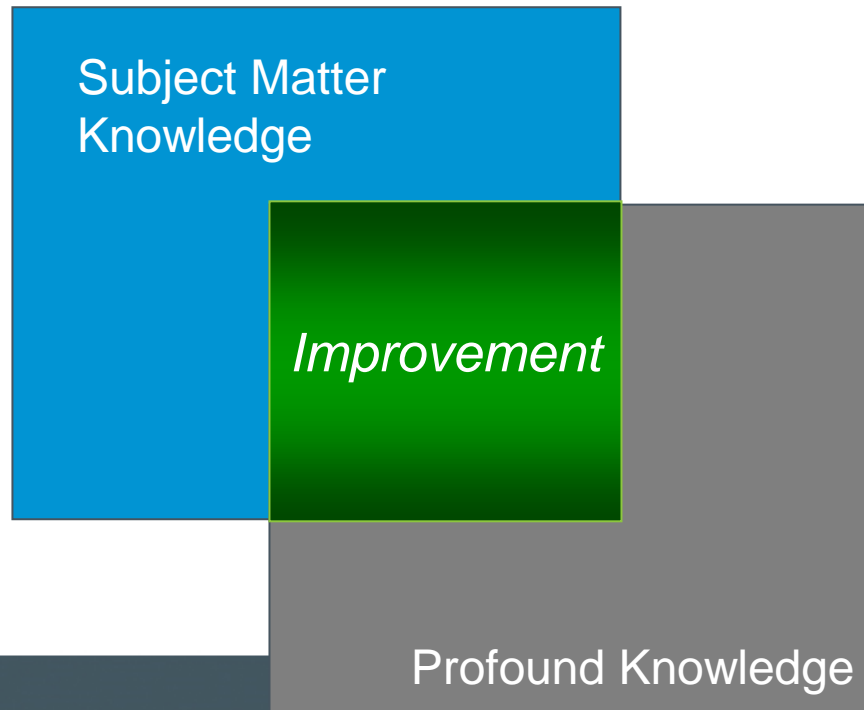 Subject Matter
Knowledge
Improvement
Profound Knowledge